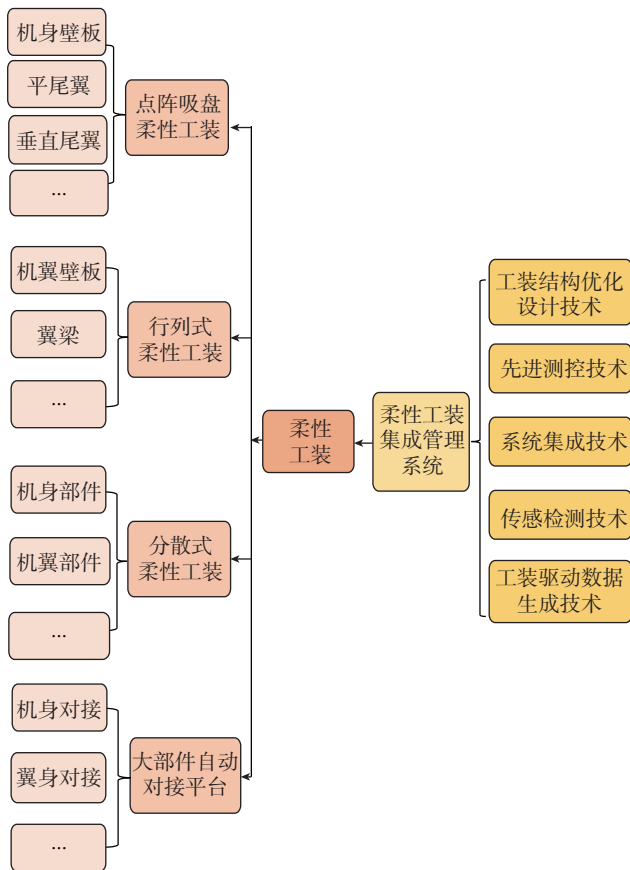 机身壁板
平尾翼
垂直尾翼
...
点阵吸盘
柔性工装
机翼壁板
翼梁
...
行列式
柔性工装
机身部件
机翼部件
...
分散式
柔性工装
机身对接
翼身对接
...
大部件自动
对接平台
柔性
工装
柔性工装
集成管理
系统
工装结构优化
设计技术
先进测控技术
系统集成技术
传感检测技术
工装驱动数据
生成技术